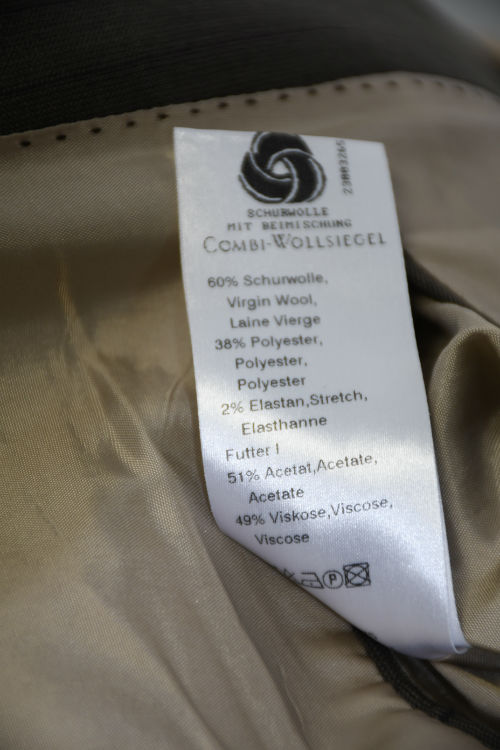 23003265
SCHURWOLLE
MIT BEIMISCHUNG
COMBI-WOLLSIEGEL
60% Schurwolle,
Virgin Wool,
Laine Vierge
38% Polyester,
Polyester,
Polyester
2% Elastan,Stretch,
Elasthanne
Futter I
51% Acetat,Acetate,
Acetate
49% Viskose,Viscose,
Viscose
P